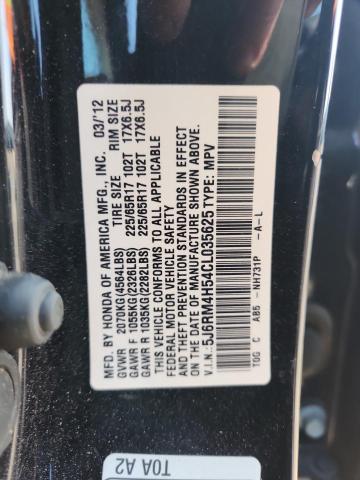 MFD. BY HONDA OF AMERICA MFG., INC. 03/'12
GVWR 2070KG(4564LBS) TIRE SIZE RIM SIZE
GAWR F 1055KG(2326LBS) 225/65R17 102T 17X6.5J
GAWR R 1035KG(2282LBS) 225/65R17 102T 17X6.5J
THIS VEHICLE CONFORMS TO ALL APPLICABLE
FEDERAL MOTOR VEHICLE SAFETY STANDARDS IN EFFECT
AND THEFT PREVENTION STANDARDS
ON THE DATE OF MANUFACTURE SHOWN ABOVE.
V.I.N.: 5J6RM4H54CL035625 TYPE: MPV
T0G C AB5 - NH731P - A - L
T0A A2